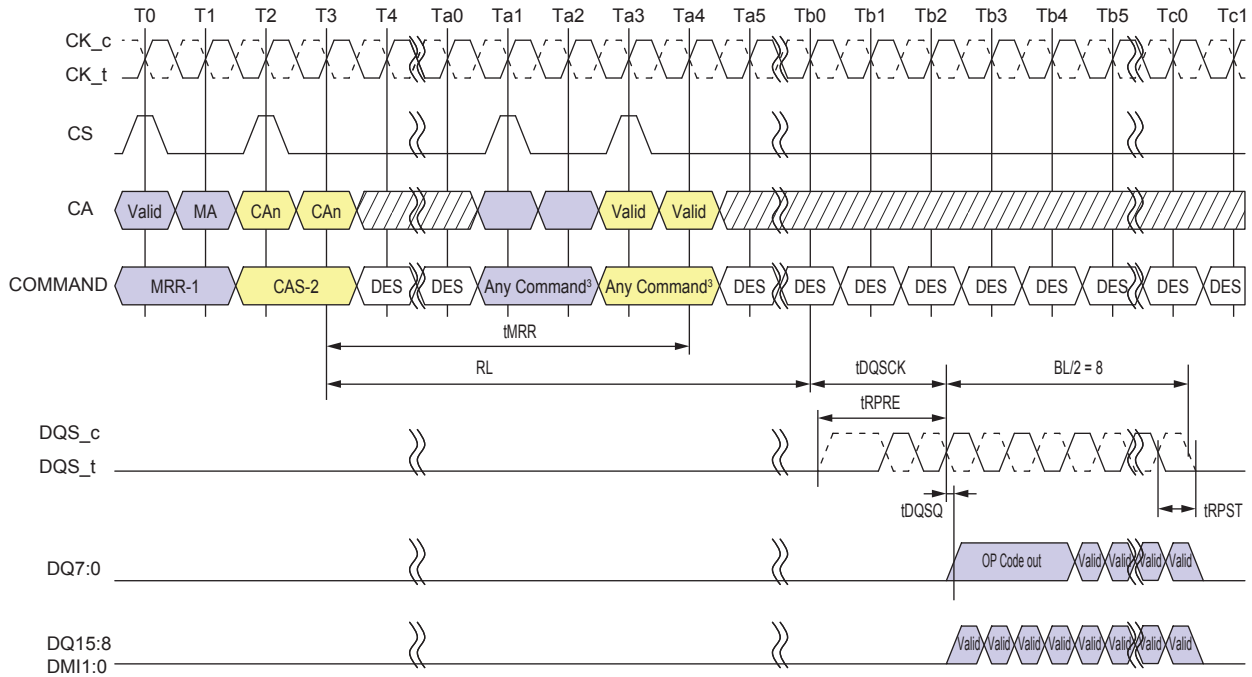 T0 T1 T2 T3 T4 Ta0 Ta1 Ta2 Ta3 Ta4 Ta5 Tb0 Tb1 Tb2 Tb3 Tb4 Tb5 Tc0 Tc1
CK_c
CK_t
CS
CA Valid MA CAn CAn Valid Valid
COMMAND MRR-1 CAS-2 DES DES Any Command³ Any Command³ DES DES DES DES DES DES DES DES DES
tMRR
RL tDQSCK BL/2 = 8
tRPRE
DQS_c
DQS_t
tDQSQ tRPST
DQ7:0 OP Code out Valid Valid Valid Valid
DQ15:8 Valid Valid Valid Valid Valid Valid Valid Valid
DMI1:0